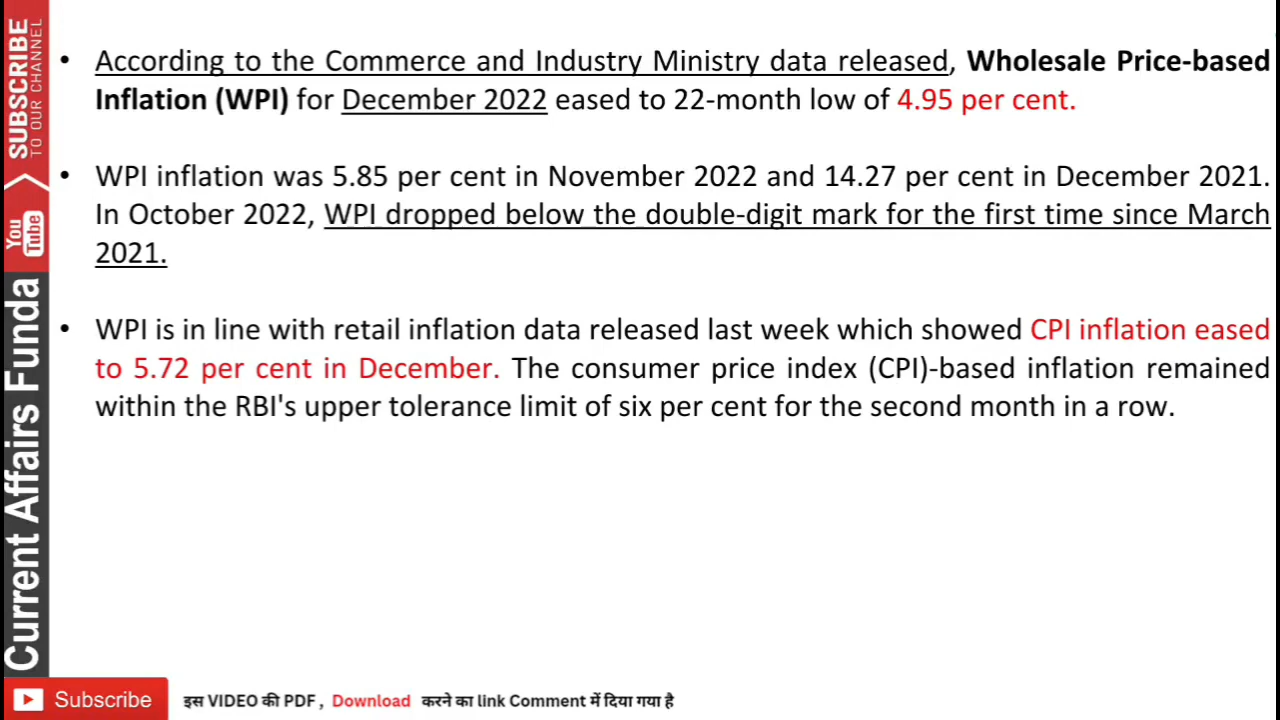 • According to the Commerce and Industry Ministry data released, Wholesale Price-based
Inflation (WPI) for December 2022 eased to 22-month low of 4.95 per cent.
• WPI inflation was 5.85 per cent in November 2022 and 14.27 per cent in December 2021.
In October 2022, WPI dropped below the double-digit mark for the first time since March
2021.
• WPI is in line with retail inflation data released last week which showed CPI inflation eased
to 5.72 per cent in December. The consumer price index (CPI)-based inflation remained
within the RBI's upper tolerance limit of six per cent for the second month in a row.
SUBSCRIBE
TO OUR CHANNEL
You
Tube
Current Affairs Funda
Subscribe
इस VIDEO की PDF , Download करने का link Comment में दिया गया है